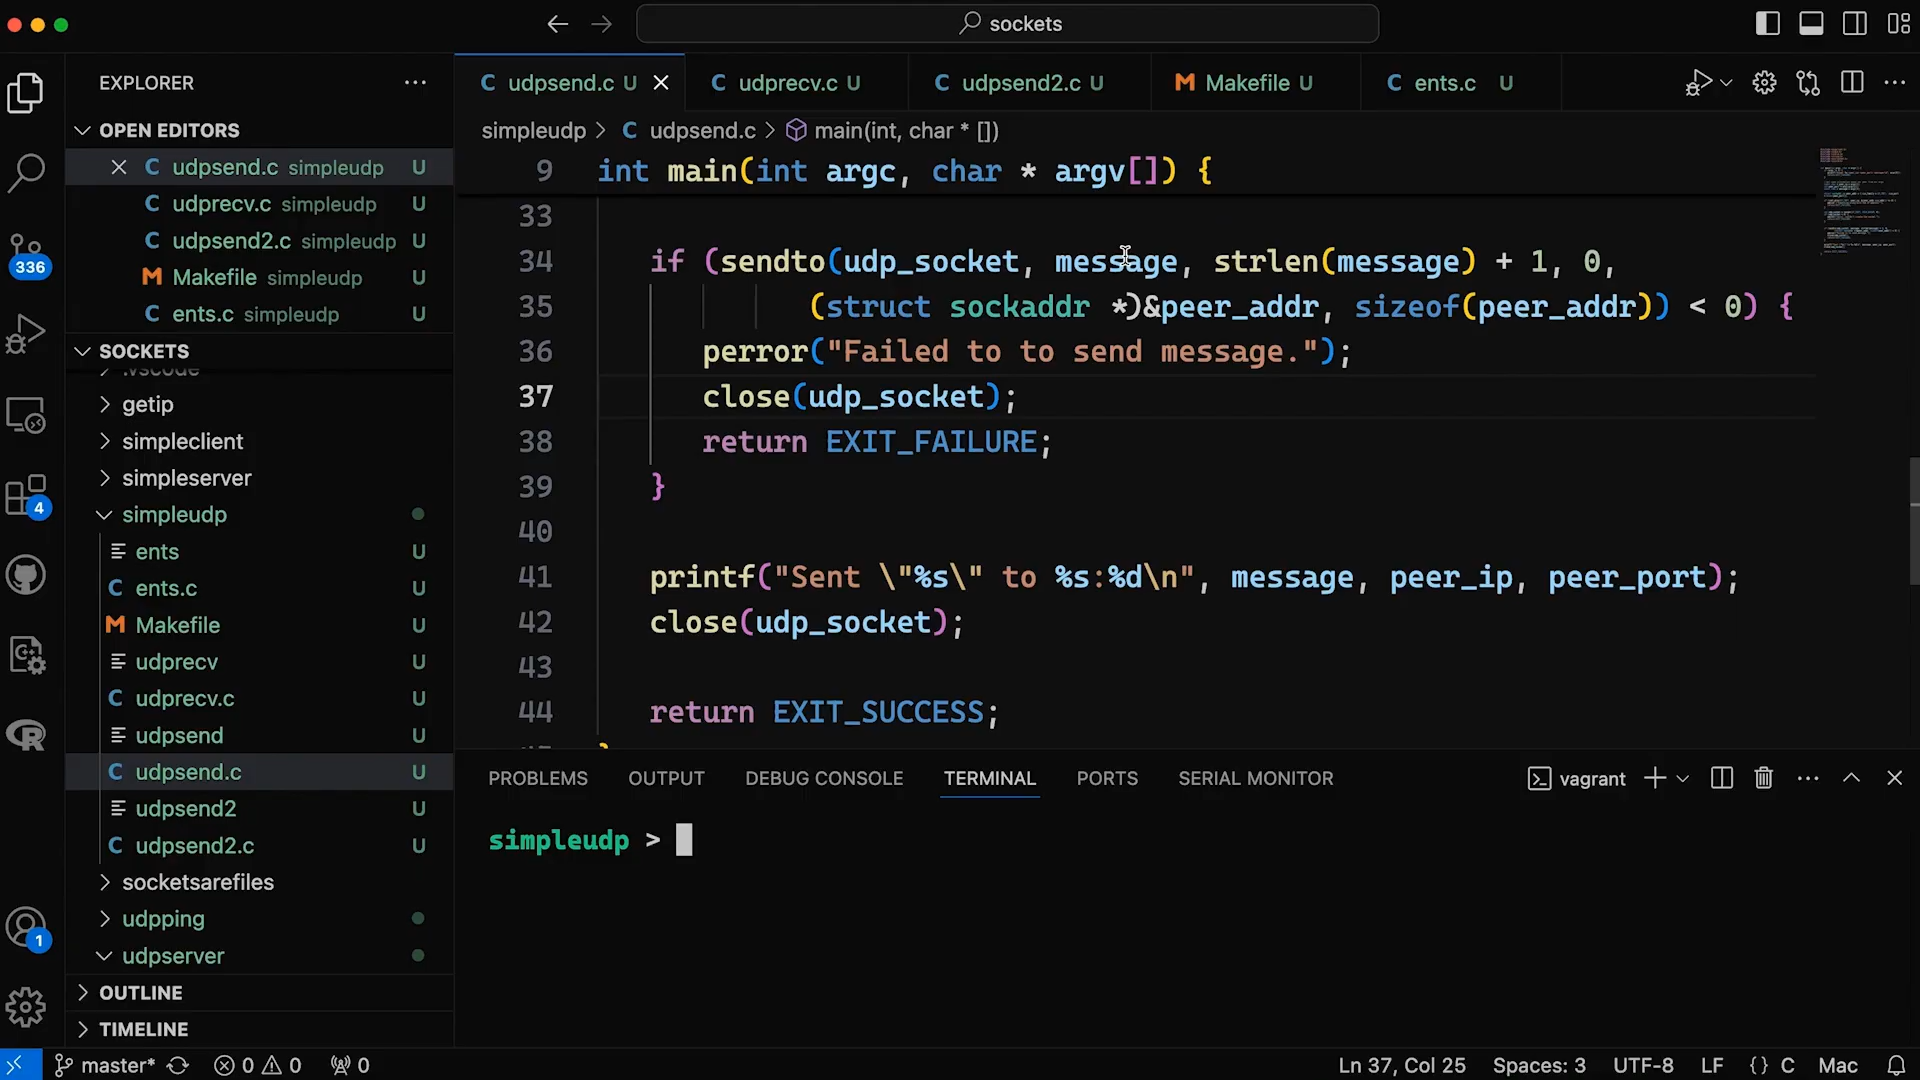 sockets
EXPLORER
OPEN EDITORS
udpsend.c simpleudp U
udprecv.c simpleudp U
udpsend2.c simpleudp U
Makefile simpleudp U
ents.c simpleudp U
SOCKETS
.vscode
getip
simpleclient
simpleserver
simpleudp
ents U
ents.c U
Makefile U
udprecv U
udprecv.c U
udpsend U
udpsend.c U
udpsend2 U
udpsend2.c U
socketsarefiles
udpping
udpserver
OUTLINE
TIMELINE
336
4
1
udpsend.c U udprecv.c U udpsend2.c U Makefile U ents.c U
simpleudp > C udpsend.c > main(int, char * [])
9 int main(int argc, char * argv[]) {
33
34 if (sendto(udp_socket, message, strlen(message) + 1, 0,
35 (struct sockaddr *)&peer_addr, sizeof(peer_addr)) < 0) {
36 perror("Failed to to send message.");
37 close(udp_socket);
38 return EXIT_FAILURE;
39 }
40
41 printf("Sent \"%s\" to %s:%d\n", message, peer_ip, peer_port);
42 close(udp_socket);
43
44 return EXIT_SUCCESS;
PROBLEMS OUTPUT DEBUG CONSOLE TERMINAL PORTS SERIAL MONITOR vagrant
simpleudp >
master* 0 0 0 Ln 37, Col 25 Spaces: 3 UTF-8 LF {} C Mac